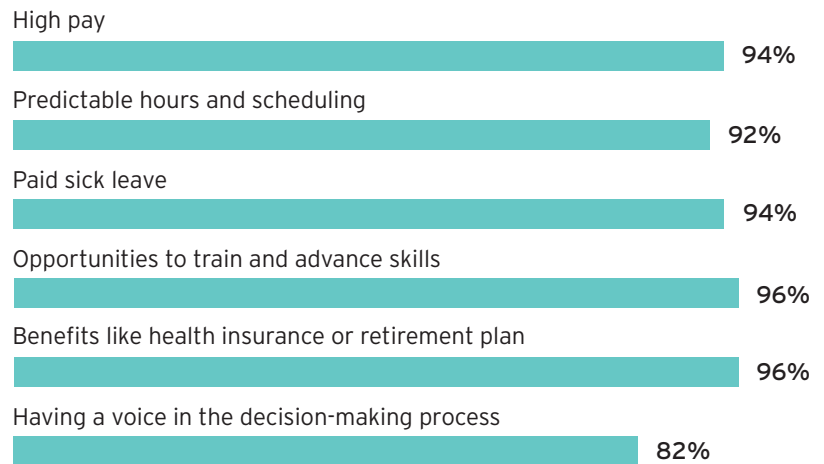 High pay
94%
Predictable hours and scheduling
92%
Paid sick leave
94%
Opportunities to train and advance skills
96%
Benefits like health insurance or retirement plan
96%
Having a voice in the decision-making process
82%